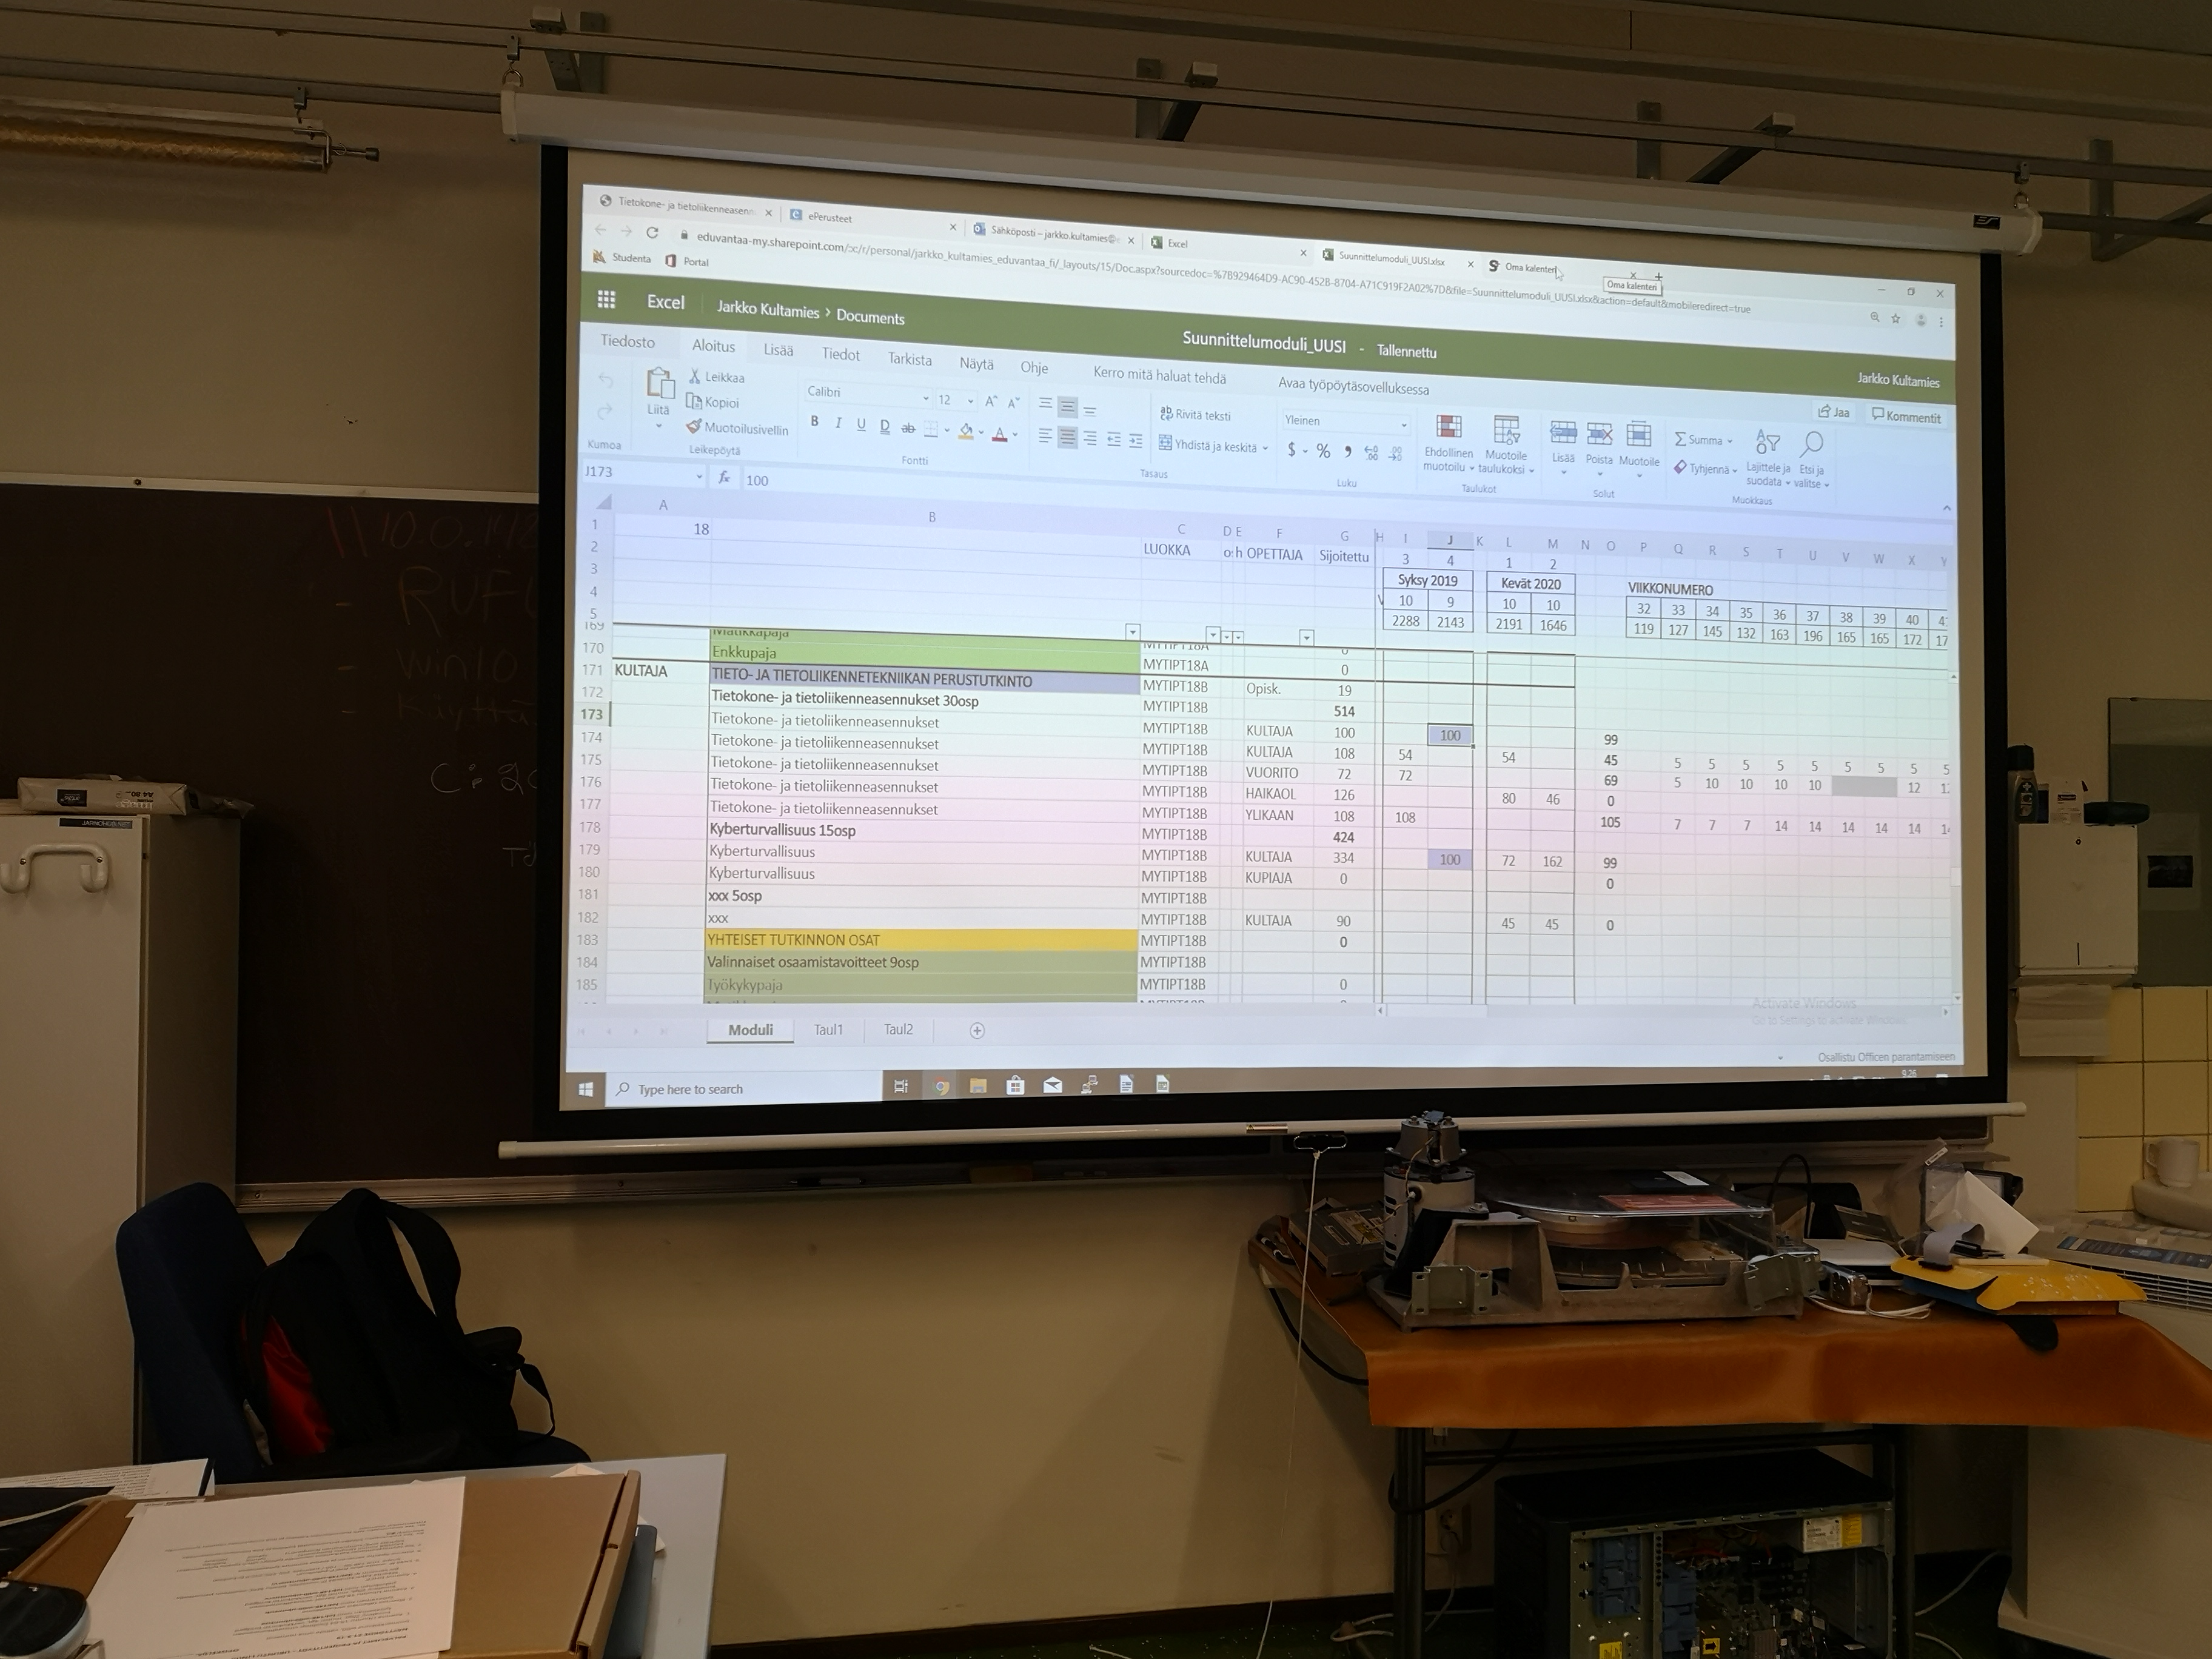 Tietokone- ja tietoliikenneasenn
ePerusteet
Sähköposti – jarkko.kultamies@
Excel
Suunnittelumoduli_UUSI.xlsx
Oma kalenteri
eduvantaa-my.sharepoint.com/:x:/r/personal/jarkko_kultamies_eduvantaa_fi/_layouts/15/Doc.aspx?sourcedoc=%7B929464D9-AC90-452B-8704-A71C919F2A02%7D&file=Suunnittelumoduli_UUSI.xlsx&action=default&mobileredirect=true
Oma kalenteri
Studenta Portal
Excel Jarkko Kultamies > Documents Suunnittelumoduli_UUSI - Tallennettu Jarkko Kultamies
Tiedosto Aloitus Lisää Tiedot Tarkista Näytä Ohje Kerro mitä haluat tehdä Avaa työpöytäsovelluksessa Jaa Kommentit
Kumoa
Liitä Leikkaa
Kopioi
Muotoilusivellin
Leikepöytä
Calibri 12
B I U D ab
Fontti
Rivitä teksti
Yhdistä ja keskitä
Tasaus
Yleinen
$ % ,
Luku
Ehdollinen muotoilu
Muotoile taulukoksi
Taulukot
Lisää Poista Muotoile
Solut
Summa
Tyhjennä
Lajittele ja suodata
Etsi ja valitse
Muokkaus
J173 fx 100
A B C D E F G H I J K L M N O P Q R S T U V W X Y
1 18 3 4 1 2
2 LUOKKA o: h OPETTAJA Sijoitettu
3 Syksy 2019 Kevät 2020 VIIKKONUMERO
4 10 9 10 10 32 33 34 35 36 37 38 39 40
5 2288 2143 2191 1646 119 127 145 132 163 196 165 165 172
169 Matikkapaja MYTIPT18A 0
170 Enkkupaja MYTIPT18A 0
171 KULTAJA TIETO- JA TIETOLIIKENNETEKNIIKAN PERUSTUTKINTO MYTIPT18B Opisk. 19
172 Tietokone- ja tietoliikenneasennukset 30osp MYTIPT18B 514
173 Tietokone- ja tietoliikenneasennukset MYTIPT18B KULTAJA 100 100 99
174 Tietokone- ja tietoliikenneasennukset MYTIPT18B KULTAJA 108 54 54 45 5 5 5 5 5 5 5 5 5
175 Tietokone- ja tietoliikenneasennukset MYTIPT18B VUORITO 72 72 69 5 10 10 10 10 12
176 Tietokone- ja tietoliikenneasennukset MYTIPT18B HAIKAOL 126 80 46 0
177 Tietokone- ja tietoliikenneasennukset MYTIPT18B YLIKAAN 108 108 105 7 7 7 14 14 14 14 14
178 Kyberturvallisuus 15osp MYTIPT18B 424
179 Kyberturvallisuus MYTIPT18B KULTAJA 334 100 72 162 99
180 Kyberturvallisuus MYTIPT18B KUPIAJA 0 0
181 xxx 5osp MYTIPT18B
182 xxx MYTIPT18B KULTAJA 90 45 45 0
183 YHTEISET TUTKINNON OSAT MYTIPT18B 0
184 Valinnaiset osaamistavoitteet 9osp MYTIPT18B
185 Työkykypaja MYTIPT18B 0
Activate Windows
Go to Settings to activate Windows.
Moduli Taul1 Taul2
Osallistu Officen parantamiseen
Type here to search
9.26
\\10.0.
- RUFU
- Win10
- Käyttä
C: